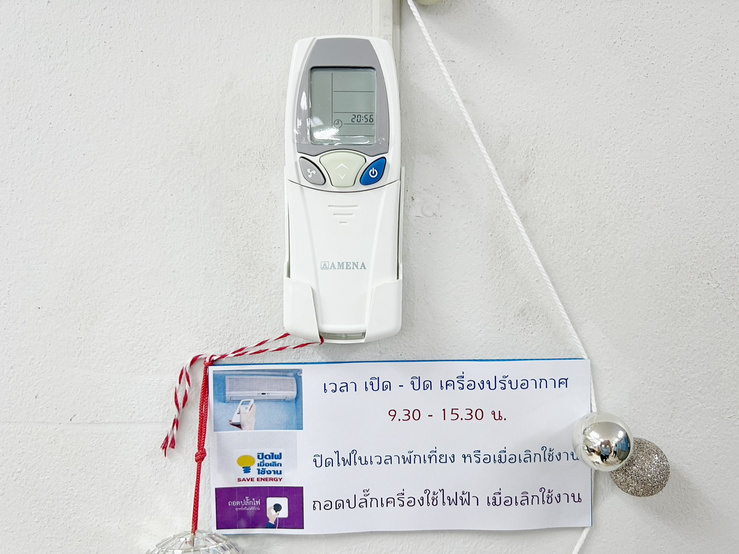 20:56
AMENA
เวลา เปิด - ปิด เครื่องปรับอากาศ
9.30 - 15.30 น.
ปิดไฟ
เมื่อเลิก
ใช้งาน
SAVE ENERGY
ปิดไฟในเวลาพักเที่ยง หรือเมื่อเลิกใช้งาน
ถอดปลั๊กไฟ
ถอดปลั๊กเครื่องใช้ไฟฟ้า เมื่อเลิกใช้งาน